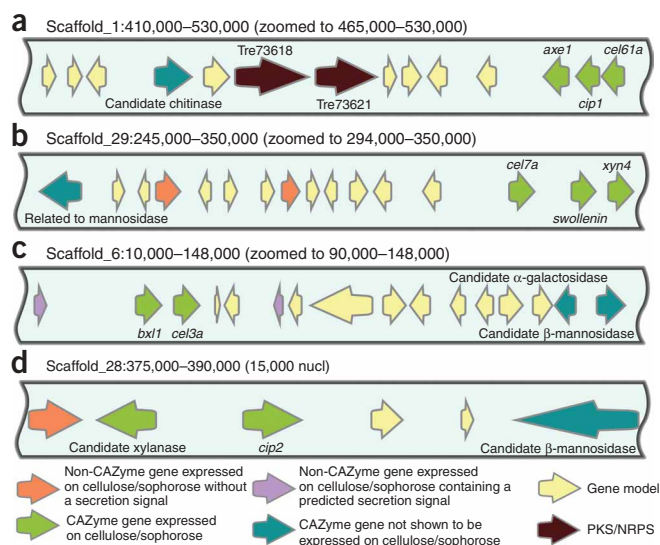 a Scaffold_1:410,000–530,000 (zoomed to 465,000–530,000)
Tre73618
axe1
cel61a
Candidate chitinase
Tre73621
cip1
b Scaffold_29:245,000–350,000 (zoomed to 294,000–350,000)
cel7a
xyn4
Related to mannosidase
swollenin
c Scaffold_6:10,000–148,000 (zoomed to 90,000–148,000)
Candidate α-galactosidase
bxl1
cel3a
Candidate β-mannosidase
d Scaffold_28:375,000–390,000 (15,000 nucl)
Candidate xylanase
cip2
Candidate β-mannosidase
Non-CAZyme gene expressed
on cellulose/sophorose without
a secretion signal
Non-CAZyme gene expressed
on cellulose/sophorose containing a
predicted secretion signal
Gene model
CAZyme gene expressed
on cellulose/sophorose
CAZyme gene not shown to be
expressed on cellulose/sophorose
PKS/NRPS